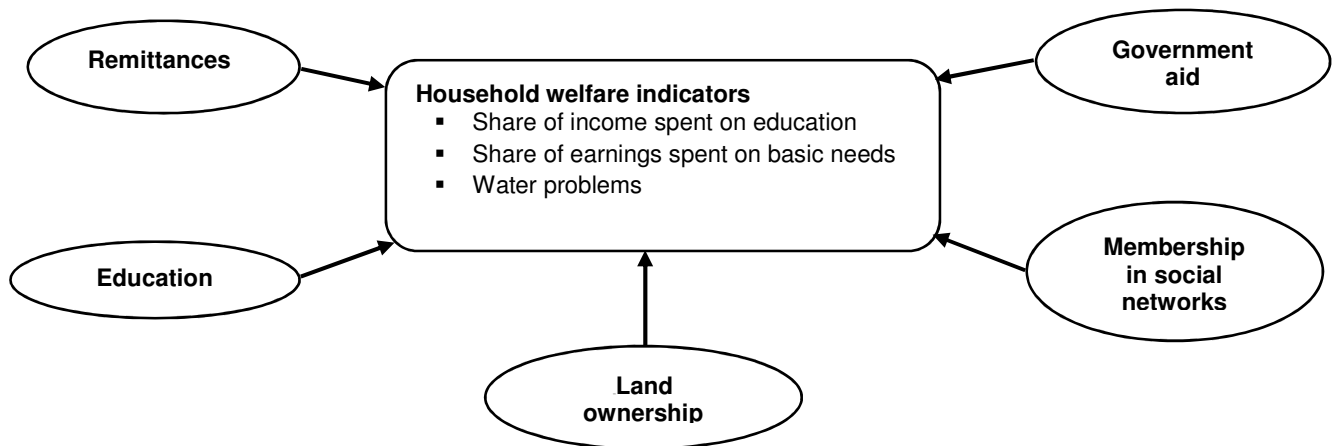 Remittances
Government
aid
Household welfare indicators
▪ Share of income spent on education
▪ Share of earnings spent on basic needs
▪ Water problems
Education
Membership
in social
networks
Land
ownership